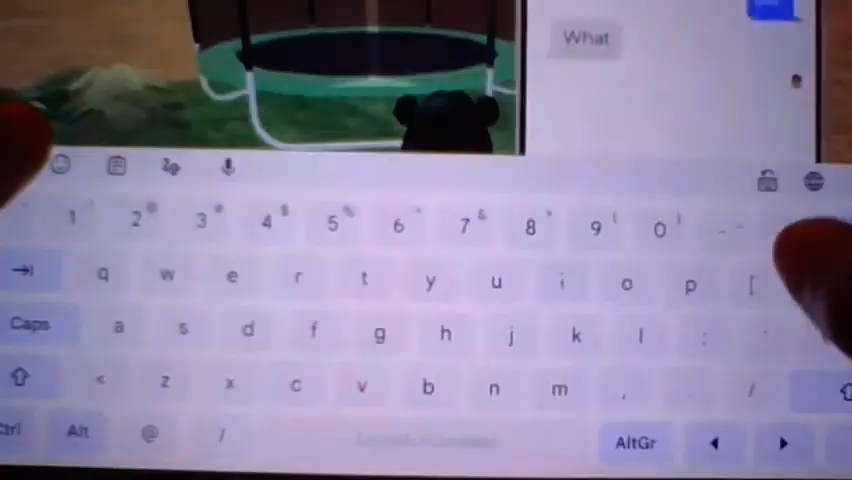 What
1 2 @ 3 # 4 $ 5 % 6 ^ 7 & 8 * 9 ( 0 ) - _
q w e r t y u i o p [
Caps a s d f g h j k l ; '
< z x c v b n m , . /
Ctrl Alt @ / AltGr